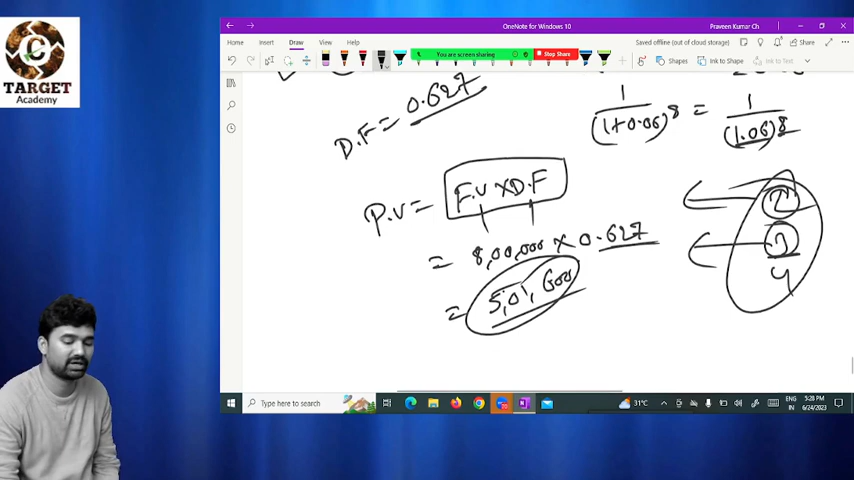 TARGET
Academy
OneNote for Windows 10
Praveen Kumar Ch
Home Insert Draw View Help
You are screen sharing Stop Share
Saved offline (out of cloud storage)
Share
Shapes
Ink to Shape
Ink to Text
D.F = 0.627
1 / (1+0.06)^8 = 1 / (1.06)^8
P.V = F.V X D.F
= 8,00,000 X 0.627
= 5,01,600
2
3
4
Type here to search
31°C
ENG
IN
5:28 PM
6/24/2023